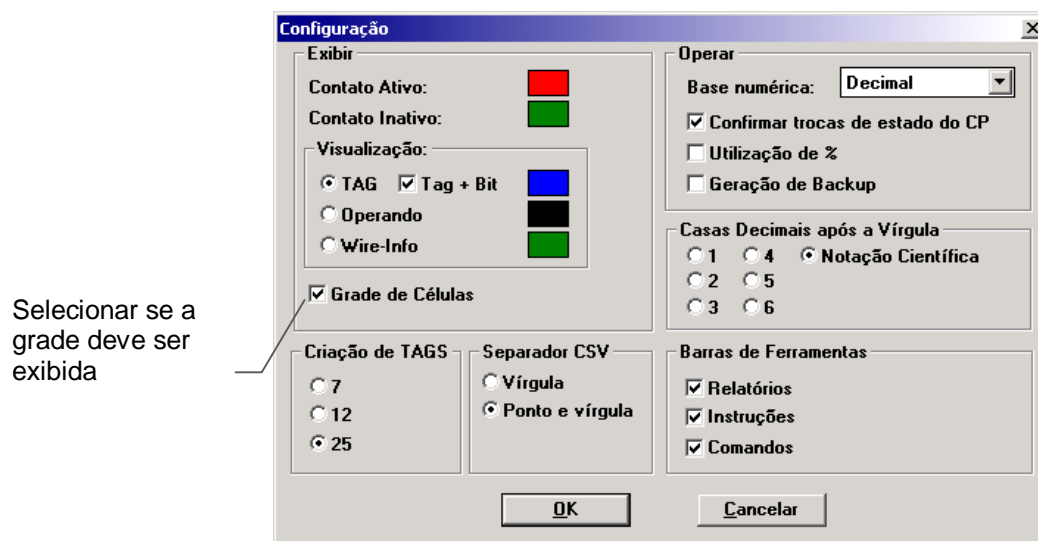 Configuração
Exibir
Contato Ativo:
Contato Inativo:
Visualização:
TAG Tag + Bit
Operando
Wire-Info
Grade de Células
Selecionar se a
grade deve ser
exibida
Operar
Base numérica: Decimal
Confirmar trocas de estado do CP
Utilização de %
Geração de Backup
Casas Decimais após a Vírgula
1 4 Notação Científica
2 5
3 6
Criação de TAGS
7
12
25
Separador CSV
Vírgula
Ponto e vírgula
Barras de Ferramentas
Relatórios
Instruções
Comandos
OK Cancelar